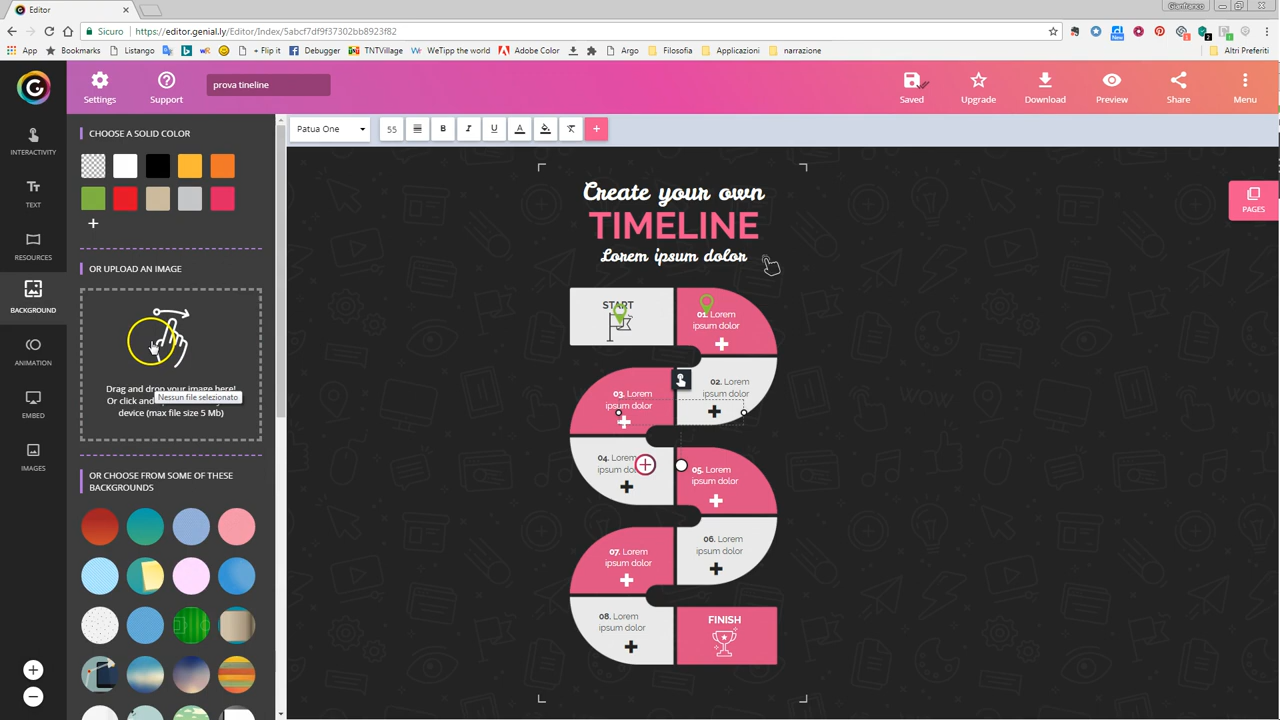 Editor
Gianfranco
Sicuro
https://editor.genial.ly/Editor/Index/5abcf7df9f37302bb8923f82
App
Bookmarks
Listango
+ Flip it
Debugger
TNTVillage
WeTipp the world
Adobe Color
Argo
Filosofia
Applicazioni
narrazione
Altri Preferiti
Settings
Support
prova tineline
Saved
Upgrade
Download
Preview
Share
Menu
INTERACTIVITY
TEXT
RESOURCES
BACKGROUND
ANIMATION
EMBED
IMAGES
CHOOSE A SOLID COLOR
OR UPLOAD AN IMAGE
Drag and drop your image here!
Or click and
Nessun file selezionato
device (max file size 5 Mb)
OR CHOOSE FROM SOME OF THESE
BACKGROUNDS
Patua One
55
B
I
U
A
PAGES
Create your own
TIMELINE
Lorem ipsum dolor
START
01. Lorem
ipsum dolor
02. Lorem
ipsum dolor
03. Lorem
ipsum dolor
04. Lorem
ipsum
05. Lorem
ipsum dolor
06. Lorem
ipsum dolor
07. Lorem
ipsum dolor
08. Lorem
ipsum dolor
FINISH